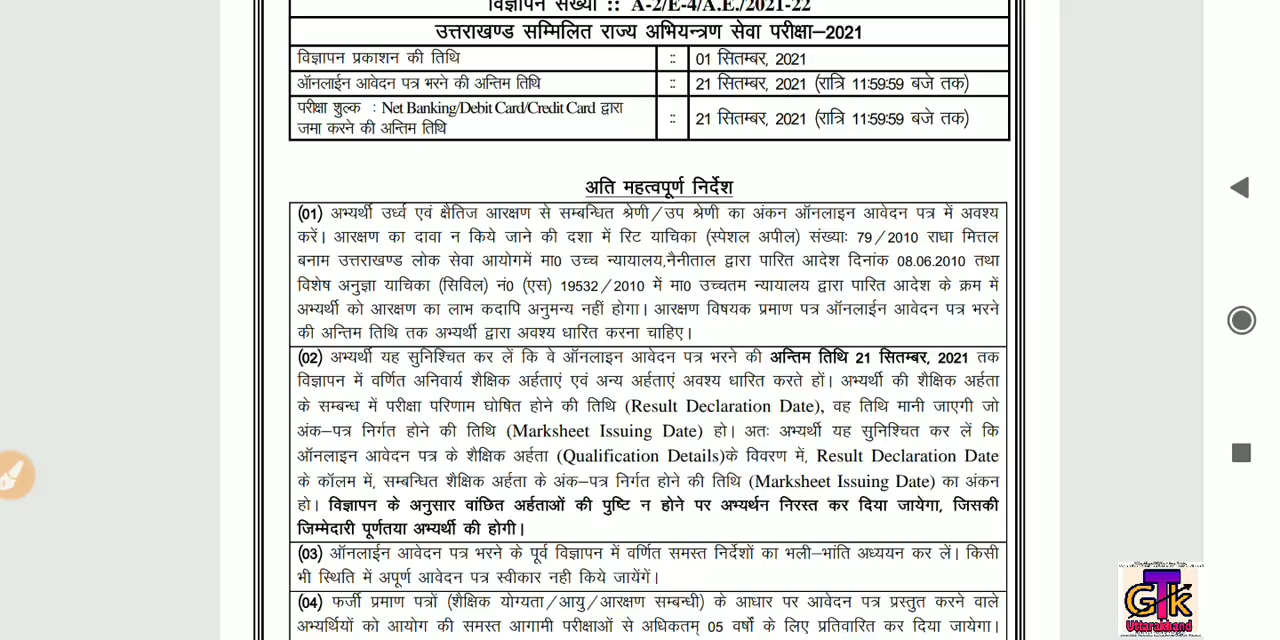 विज्ञापन संख्या :: A-2/E-4/A.E./2021-22
उत्तराखण्ड सम्मिलित राज्य अभियन्त्रण सेवा परीक्षा–2021
विज्ञापन प्रकाशन की तिथि :: 01 सितम्बर, 2021
ऑनलाईन आवेदन पत्र भरने की अन्तिम तिथि :: 21 सितम्बर, 2021 (रात्रि 11:59:59 बजे तक)
परीक्षा शुल्क : Net Banking/Debit Card/Credit Card द्वारा
जमा करने की अन्तिम तिथि :: 21 सितम्बर, 2021 (रात्रि 11:59:59 बजे तक)
अति महत्वपूर्ण निर्देश
(01) अभ्यर्थी उर्ध्व एवं क्षैतिज आरक्षण से सम्बन्धित श्रेणी/उप श्रेणी का अंकन ऑनलाइन आवेदन पत्र में अवश्य
करें। आरक्षण का दावा न किये जाने की दशा में रिट याचिका (स्पेशल अपील) संख्याः 79/2010 राधा मित्तल
बनाम उत्तराखण्ड लोक सेवा आयोगमें मा0 उच्च न्यायालय,नैनीताल द्वारा पारित आदेश दिनांक 08.06.2010 तथा
विशेष अनुज्ञा याचिका (सिविल) नं0 (एस) 19532/2010 में मा0 उच्चतम न्यायालय द्वारा पारित आदेश के क्रम में
अभ्यर्थी को आरक्षण का लाभ कदापि अनुमन्य नहीं होगा। आरक्षण विषयक प्रमाण पत्र ऑनलाईन आवेदन पत्र भरने
की अन्तिम तिथि तक अभ्यर्थी द्वारा अवश्य धारित करना चाहिए।
(02) अभ्यर्थी यह सुनिश्चित कर लें कि वे ऑनलाइन आवेदन पत्र भरने की अन्तिम तिथि 21 सितम्बर, 2021 तक
विज्ञापन में वर्णित अनिवार्य शैक्षिक अर्हताएं एवं अन्य अर्हताएं अवश्य धारित करते हों। अभ्यर्थी की शैक्षिक अर्हता
के सम्बन्ध में परीक्षा परिणाम घोषित होने की तिथि (Result Declaration Date), वह तिथि मानी जाएगी जो
अंक–पत्र निर्गत होने की तिथि (Marksheet Issuing Date) हो। अतः अभ्यर्थी यह सुनिश्चित कर लें कि
ऑनलाइन आवेदन पत्र के शैक्षिक अर्हता (Qualification Details)के विवरण में, Result Declaration Date
के कॉलम में, सम्बन्धित शैक्षिक अर्हता के अंक–पत्र निर्गत होने की तिथि (Marksheet Issuing Date) का अंकन
हो। विज्ञापन के अनुसार वांछित अर्हताओं की पुष्टि न होने पर अभ्यर्थन निरस्त कर दिया जायेगा, जिसकी
जिम्मेदारी पूर्णतया अभ्यर्थी की होगी।
(03) ऑनलाईन आवेदन पत्र भरने के पूर्व विज्ञापन में वर्णित समस्त निर्देशों का भली–भांति अध्ययन कर लें। किसी
भी स्थिति में अपूर्ण आवेदन पत्र स्वीकार नही किये जायेंगें।
(04) फर्जी प्रमाण पत्रों (शैक्षिक योग्यता/आयु/आरक्षण सम्बन्धी) के आधार पर आवेदन पत्र प्रस्तुत करने वाले
अभ्यर्थियों को आयोग की समस्त आगामी परीक्षाओं से अधिकतम् 05 वर्षों के लिए प्रतिवारित कर दिया जायेगा।
GTK
Uttarakhand